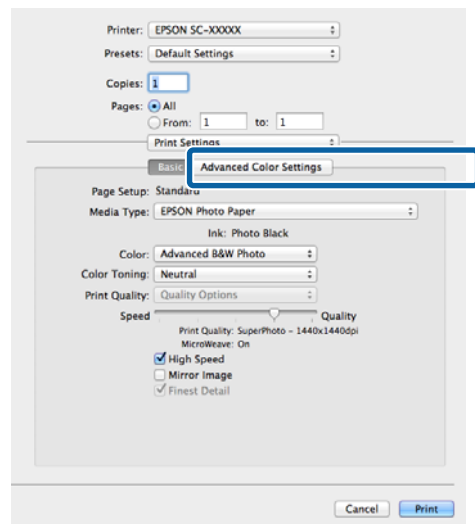 Printer: EPSON SC-XXXXX
Presets: Default Settings
Copies: 1
Pages: All
From: 1 to: 1
Print Settings
Basic Advanced Color Settings
Page Setup: Standard
Media Type: EPSON Photo Paper
Ink: Photo Black
Color: Advanced B&W Photo
Color Toning: Neutral
Print Quality: Quality Options
Speed Quality
Print Quality: SuperPhoto - 1440x1440dpi
MicroWeave: On
High Speed
Mirror Image
Finest Detail
Cancel Print